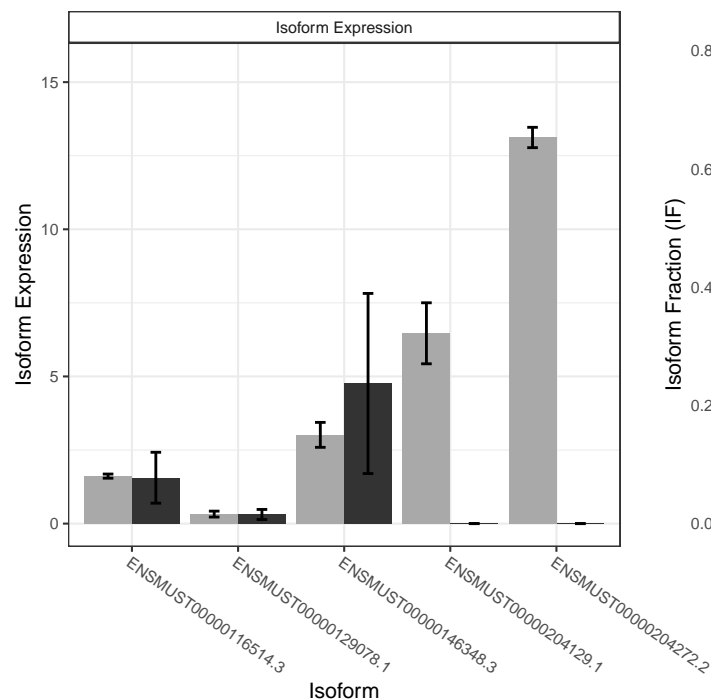 Isoform Expression
15
10
5
0
Isoform Expression
ENSMUST00000116514.3
ENSMUST00000129078.1
ENSMUST00000146348.3
ENSMUST00000204129.1
ENSMUST00000204272.2
Isoform
0.8
0.6
0.4
0.2
0.0
Isoform Fraction (IF)